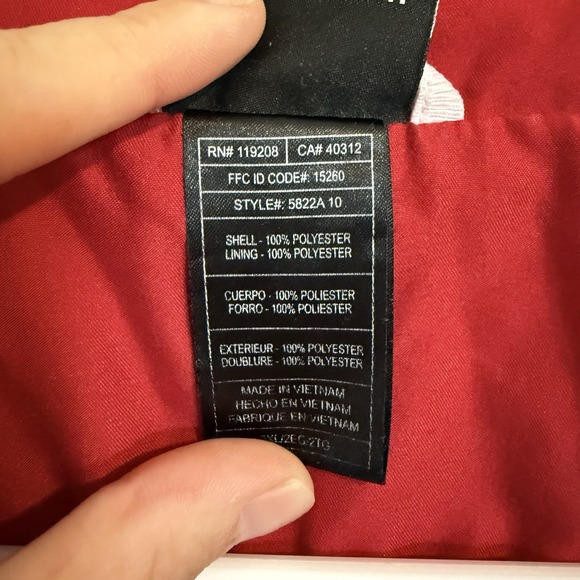 RN# 119208 CA# 40312
FFC ID CODE#: 15260
STYLE#: 5822A 10
SHELL - 100% POLYESTER
LINING - 100% POLYESTER
CUERPO - 100% POLIESTER
FORRO - 100% POLIESTER
EXTERIEUR - 100% POLYESTER
DOUBLURE - 100% POLYESTER
MADE IN VIETNAM
HECHO EN VIETNAM
FABRIQUE EN VIETNAM